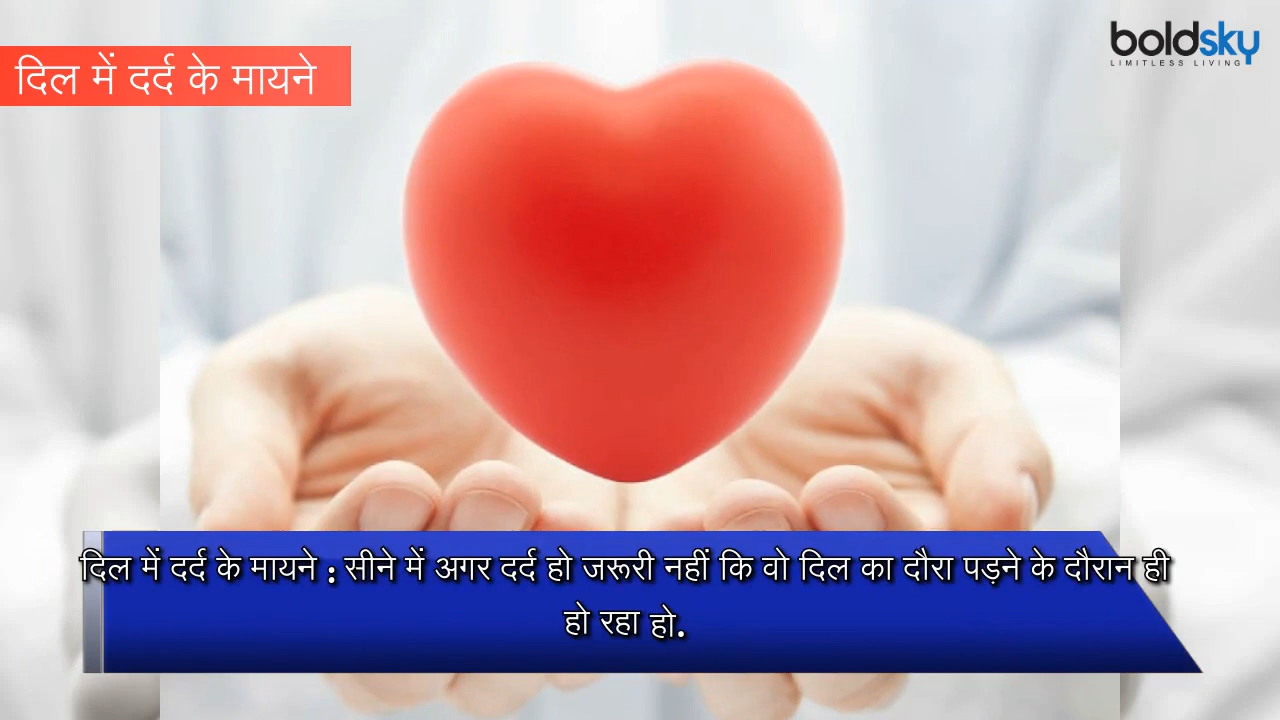 दिल में दर्द के मायने
boldsky
LIMITLESS LIVING
दिल में दर्द के मायने : सीने में अगर दर्द हो जरूरी नहीं कि वो दिल का दौरा पड़ने के दौरान ही
हो रहा हो.